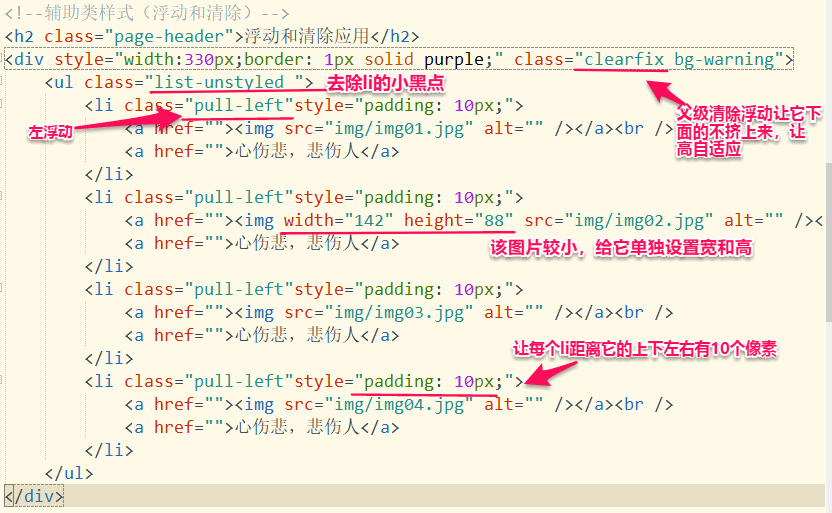 <!--辅助类样式（浮动和清除）-->
<h2 class="page-header">浮动和清除应用</h2>
<div style="width:330px;border: 1px solid purple;" class="clearfix bg-warning">
<ul class="list-unstyled ">
去除li的小黑点
<li class="pull-left"style="padding: 10px;">
左浮动
<a href=""><img src="img/img01.jpg" alt="" /></a><br />
父级清除浮动让它下
面的不挤上来，让
高自适应
<a href="">心伤悲，悲伤人</a>
</li>
<li class="pull-left"style="padding: 10px;">
<a href=""><img width="142" height="88" src="img/img02.jpg" alt="" /><
<a href="">心伤悲，悲伤人</a>
该图片较小，给它单独设置宽和高
</li>
<li class="pull-left"style="padding: 10px;">
<a href=""><img src="img/img03.jpg" alt="" /></a><br />
<a href="">心伤悲，悲伤人</a>
</li>
让每个li距离它的上下左右有10个像素
<li class="pull-left"style="padding: 10px;">
<a href=""><img src="img/img04.jpg" alt="" /></a><br />
<a href="">心伤悲，悲伤人</a>
</li>
</ul>
</div>